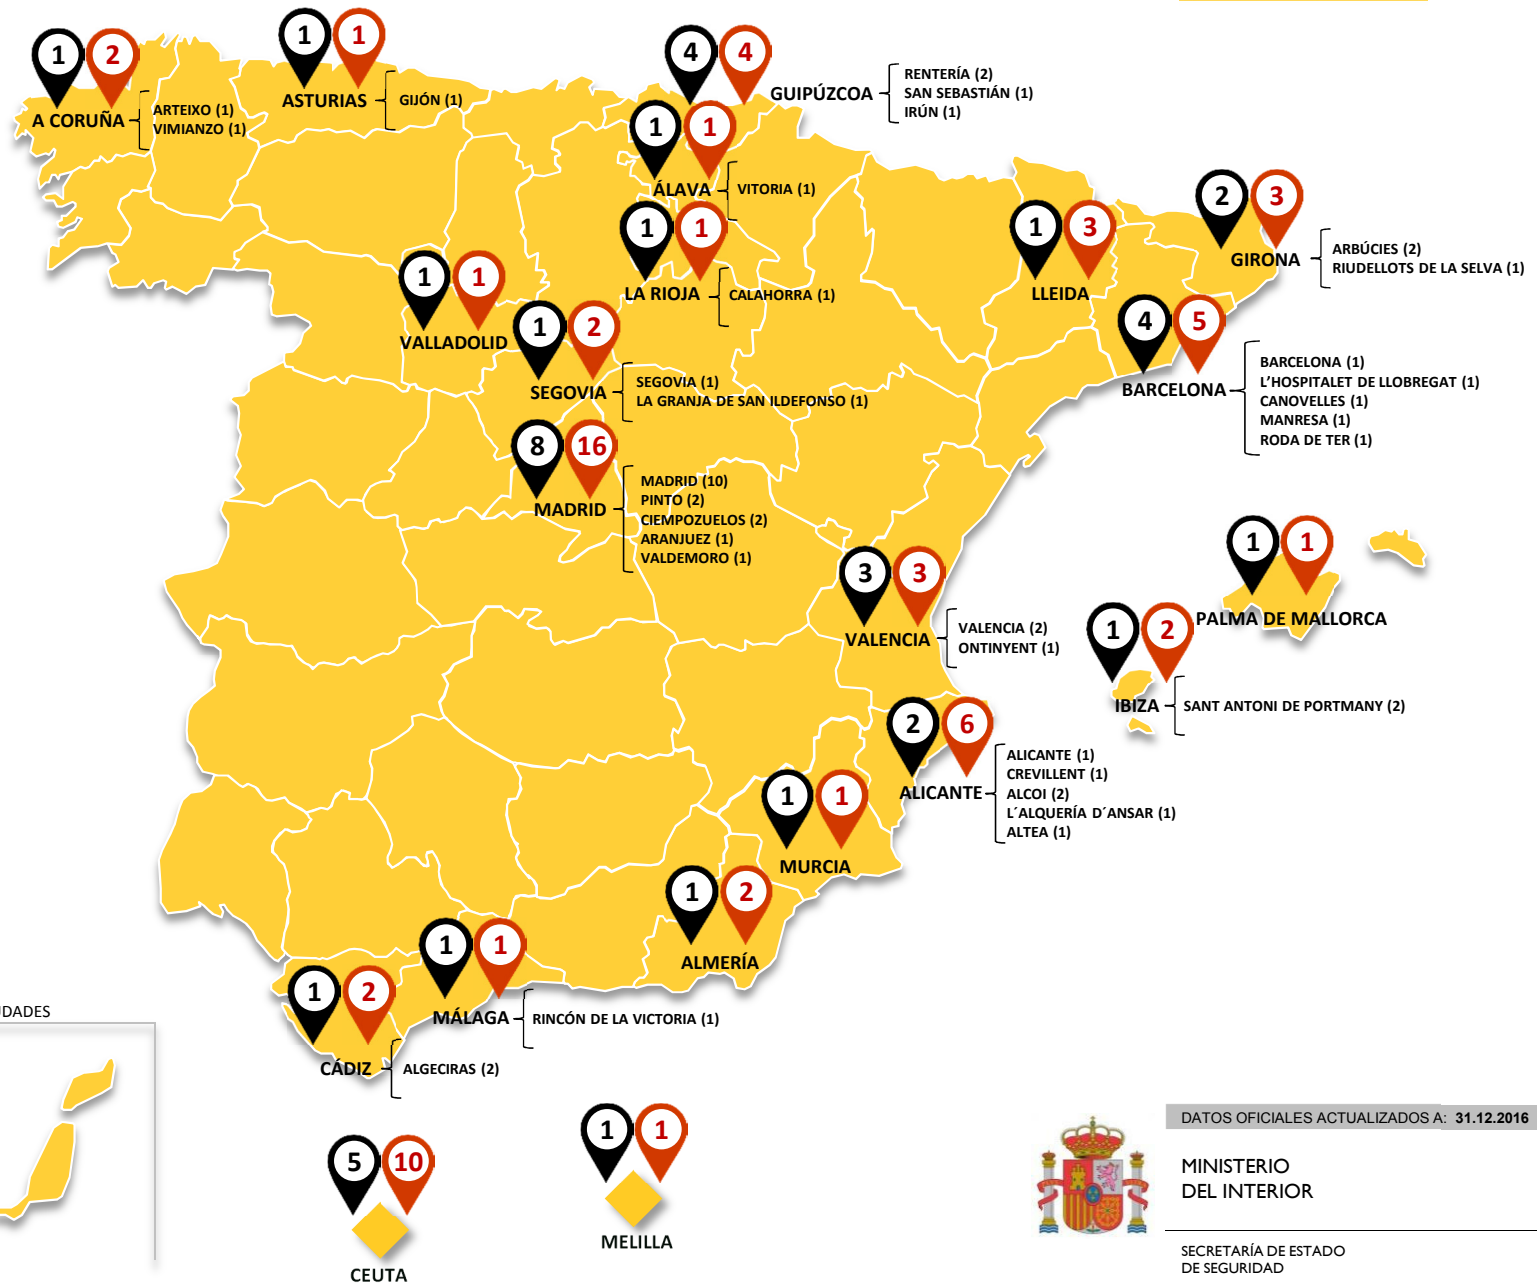 1 2
A CORUÑA
ARTEIXO (1)
VIMIANZO (1)
1 1
ASTURIAS
GIJÓN (1)
4 4
GUIPÚZCOA
RENTERÍA (2)
SAN SEBASTIÁN (1)
IRÚN (1)
1 1
ÁLAVA
VITORIA (1)
1 1
LA RIOJA
CALAHORRA (1)
1 3
LLEIDA
2 3
GIRONA
ARBÚCIES (2)
RIUDELLOTS DE LA SELVA (1)
4 5
BARCELONA
BARCELONA (1)
L'HOSPITALET DE LLOBREGAT (1)
CANOVELLES (1)
MANRESA (1)
RODA DE TER (1)
1 1
VALLADOLID
1 2
SEGOVIA
SEGOVIA (1)
LA GRANJA DE SAN ILDEFONSO (1)
8 16
MADRID
MADRID (10)
PINTO (2)
CIEMPOZUELOS (2)
ARANJUEZ (1)
VALDEMORO (1)
3 3
VALENCIA
VALENCIA (2)
ONTINYENT (1)
1 1
PALMA DE MALLORCA
1 2
IBIZA
SANT ANTONI DE PORTMANY (2)
2 6
ALICANTE
ALICANTE (1)
CREVILLENT (1)
ALCOI (2)
L´ALQUERÍA D´ANSAR (1)
ALTEA (1)
1 1
MURCIA
1 2
ALMERÍA
1 1
MÁLAGA
RINCÓN DE LA VICTORIA (1)
1 2
CÁDIZ
ALGECIRAS (2)
5 10
CEUTA
1 1
MELILLA
DATOS OFICIALES ACTUALIZADOS A: 31.12.2016
MINISTERIO
DEL INTERIOR
SECRETARÍA DE ESTADO
DE SEGURIDAD